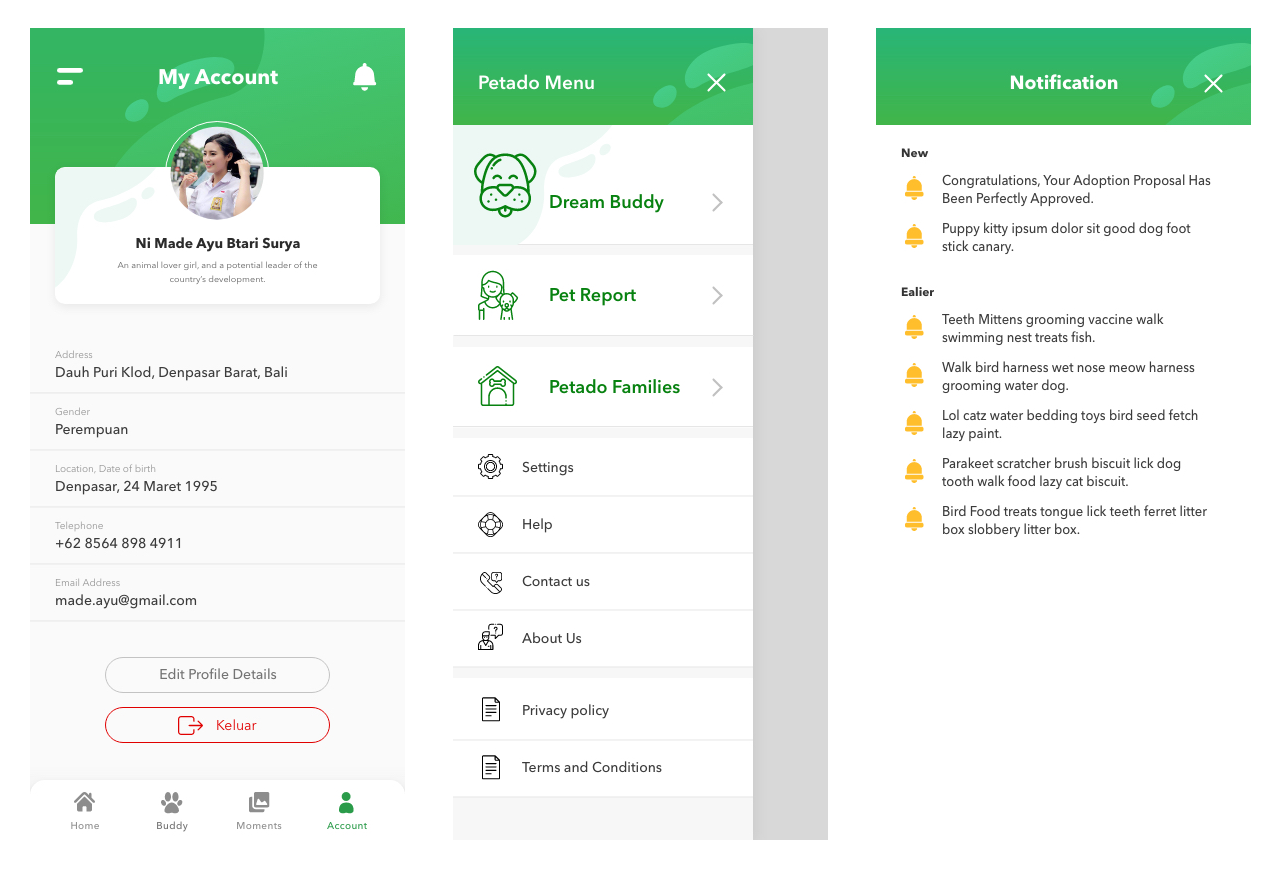 My Account
Ni Made Ayu Btari Surya
An animal lover girl, and a potential leader of the
country's development.
Address
Dauh Puri Klod, Denpasar Barat, Bali
Gender
Perempuan
Location, Date of birth
Denpasar, 24 Maret 1995
Telephone
+62 8564 898 4911
Email Address
made.ayu@gmail.com
Edit Profile Details
Keluar
Home
Buddy
Moments
Account
Petado Menu
Dream Buddy
Pet Report
Petado Families
Settings
Help
Contact us
About Us
Privacy policy
Terms and Conditions
Notification
New
Congratulations, Your Adoption Proposal Has
Been Perfectly Approved.
Puppy kitty ipsum dolor sit good dog foot
stick canary.
Ealier
Teeth Mittens grooming vaccine walk
swimming nest treats fish.
Walk bird harness wet nose meow harness
grooming water dog.
Lol catz water bedding toys bird seed fetch
lazy paint.
Parakeet scratcher brush biscuit lick dog
tooth walk food lazy cat biscuit.
Bird Food treats tongue lick teeth ferret litter
box slobbery litter box.